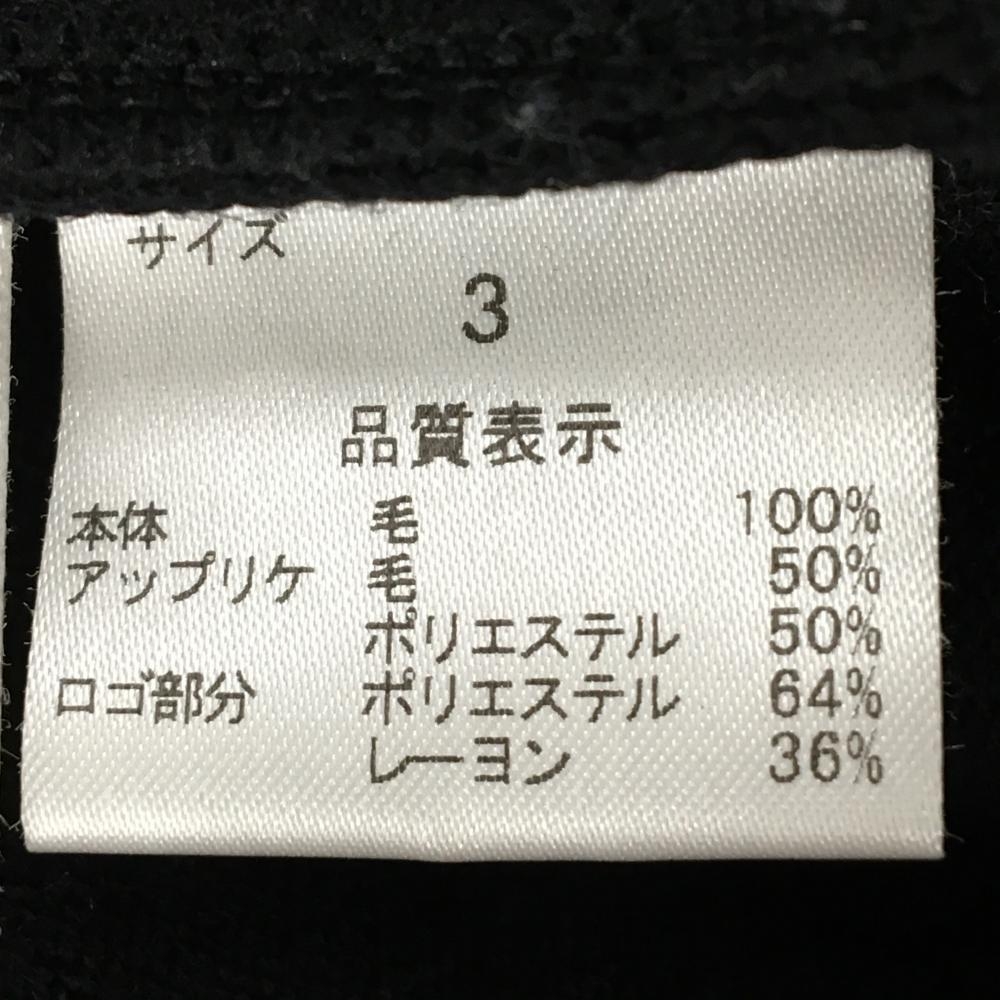 サイズ
3
品質表示
本体 毛 100%
アップリケ 毛 50%
ポリエステル 50%
ロゴ部分 ポリエステル 64%
レーヨン 36%